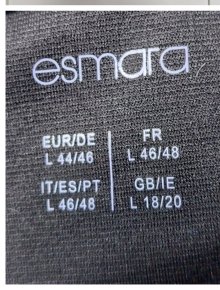 esmara
EUR/DE
L 44/46
FR
L 46/48
IT/ES/PT
L 46/48
GB/IE
L 18/20